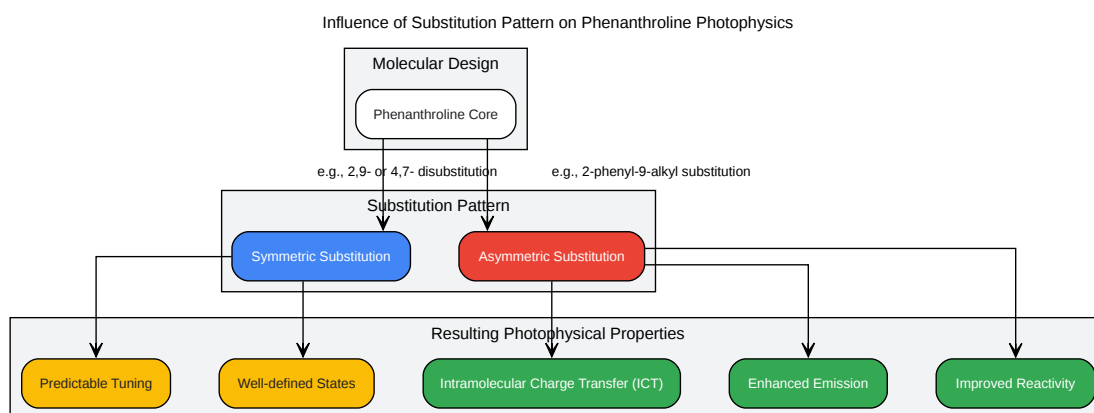 Influence of Substitution Pattern on Phenanthroline Photophysics
Molecular Design
Phenanthroline Core
e.g., 2,9- or 4,7- disubstitution
e.g., 2-phenyl-9-alkyl substitution
Substitution Pattern
Symmetric Substitution
Asymmetric Substitution
Resulting Photophysical Properties
Predictable Tuning
Well-defined States
Intramolecular Charge Transfer (ICT)
Enhanced Emission
Improved Reactivity